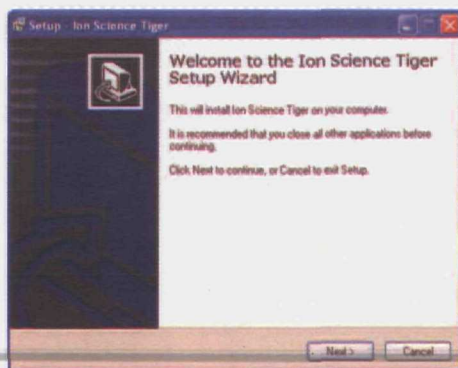 Setup - Ion Science Tiger
Welcome to the Ion Science Tiger
Setup Wizard
This will install Ion Science Tiger on your computer.
It is recommended that you close all other applications before
continuing.
Click Next to continue, or Cancel to exit Setup.
Next > Cancel